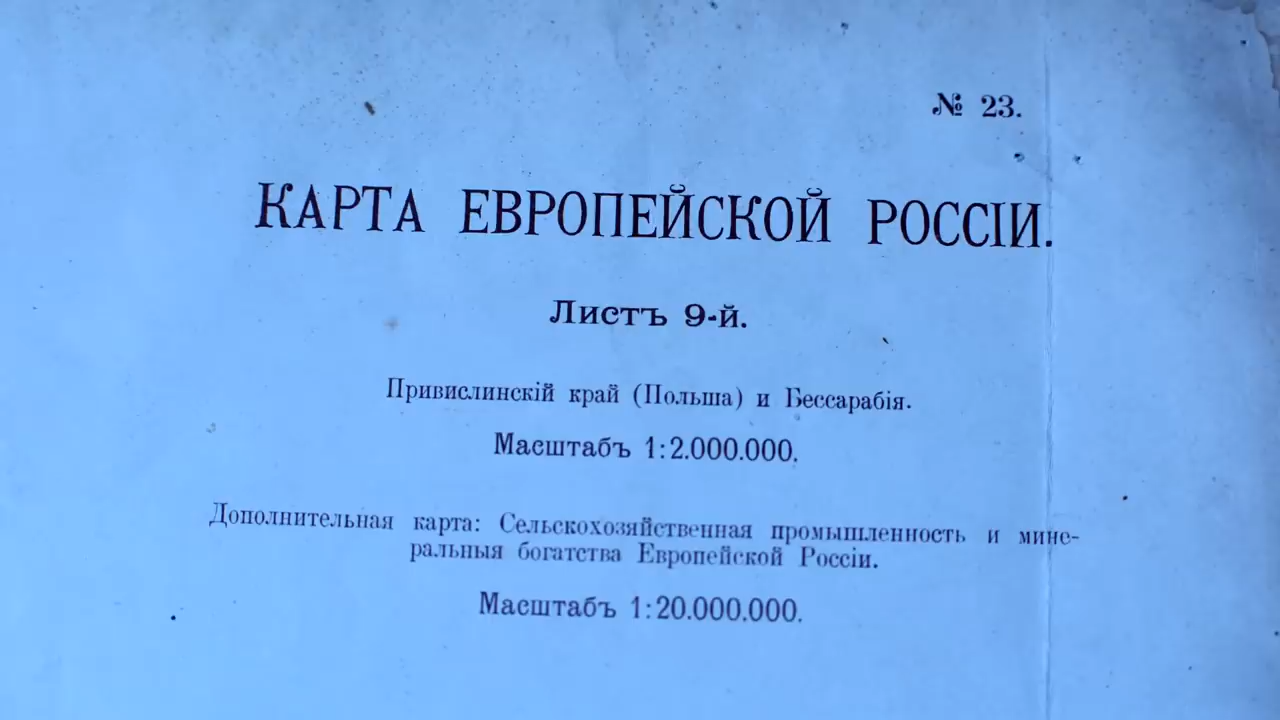 № 23.
КАРТА ЕВРОПЕЙСКОЙ РОССІИ.
Листъ 9-й.
Привислинскій край (Польша) и Бессарабія.
Масштабъ 1:2.000.000.
Дополнительная карта: Сельскохозяйственная промышленность и мине-
ральныя богатства Европейской Россіи.
Масштабъ 1:20.000.000.